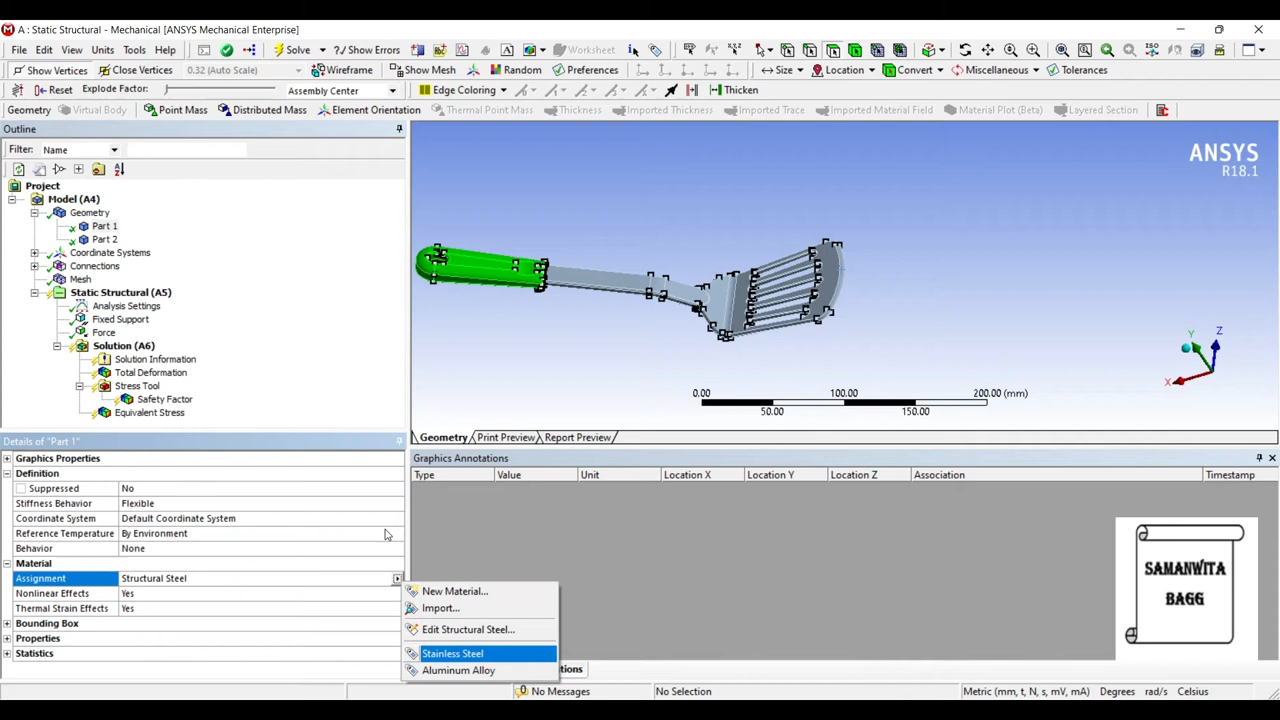 A : Static Structural - Mechanical [ANSYS Mechanical Enterprise]
File Edit View Units Tools Help Solve ?/ Show Errors Worksheet
Show Vertices Close Vertices 0.32 (Auto Scale) Wireframe Show Mesh Random Preferences Size Location Convert Miscellaneous Tolerances
Reset Explode Factor: Assembly Center Edge Coloring Thicken
Geometry Virtual Body Point Mass Distributed Mass Element Orientation Thermal Point Mass Thickness Imported Thickness Imported Trace Imported Material Field Material Plot (Beta) Layered Section
Outline
Filter: Name
Project
Model (A4)
Geometry
Part 1
Part 2
Coordinate Systems
Connections
Mesh
Static Structural (A5)
Analysis Settings
Fixed Support
Force
Solution (A6)
Solution Information
Total Deformation
Stress Tool
Safety Factor
Equivalent Stress
ANSYS
R18.1
Z
Y
X
0.00 100.00 200.00 (mm)
50.00 150.00
Geometry Print Preview Report Preview
Details of "Part 1"
Graphics Properties
Definition
Suppressed No
Stiffness Behavior Flexible
Coordinate System Default Coordinate System
Reference Temperature By Environment
Behavior None
Material
Assignment Structural Steel
Nonlinear Effects Yes
Thermal Strain Effects Yes
Bounding Box
Properties
Statistics
New Material...
Import...
Edit Structural Steel...
Stainless Steel
Aluminum Alloy
Graphics Annotations
Type Value Unit Location X Location Y Location Z Association Timestamp
SAMANWITA
BAGG
0 No Messages No Selection Metric (mm, t, N, s, mV, mA) Degrees rad/s Celsius